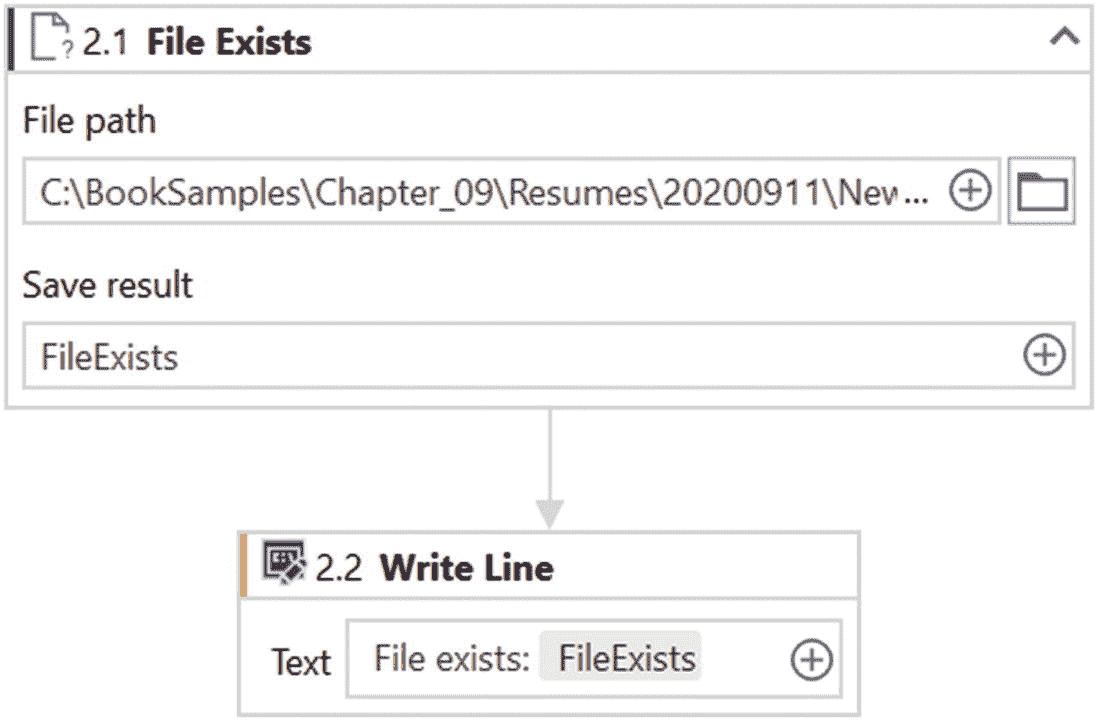 2.1 File Exists
File path
C:\BookSamples\Chapter_09\Resumes\20200911\New...
Save result
FileExists
2.2 Write Line
Text File exists: FileExists